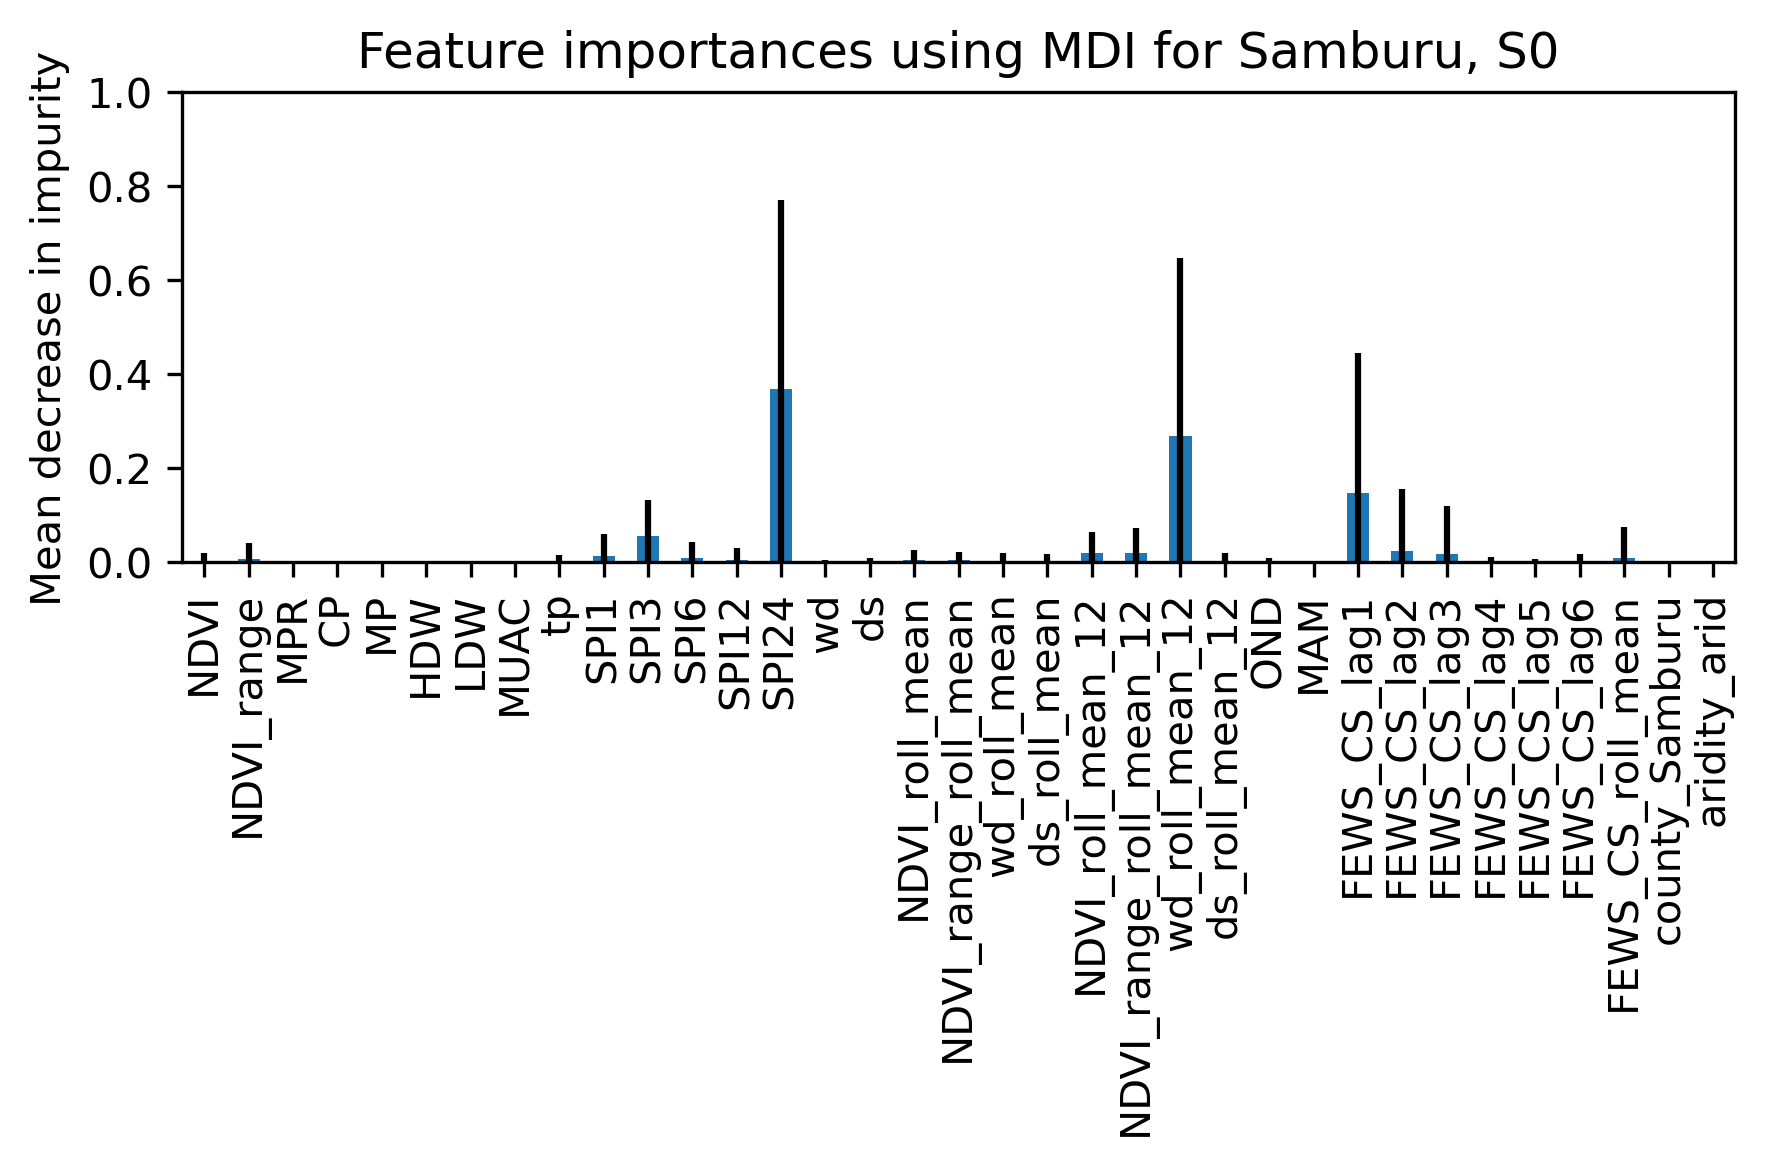 Feature importances using MDI for Samburu, S0
Mean decrease in impurity
1.0
0.8
0.6
0.4
0.2
0.0
NDVI
NDVI_range
MPR
CP
MP
HDW
LDW
MUAC
tp
SPI1
SPI3
SPI6
SPI12
SPI24
wd
ds
NDVI_roll_mean
NDVI_range_roll_mean
wd_roll_mean
ds_roll_mean
NDVI_roll_mean_12
NDVI_range_roll_mean_12
wd_roll_mean_12
ds_roll_mean_12
OND
MAM
FEWS_CS_lag1
FEWS_CS_lag2
FEWS_CS_lag3
FEWS_CS_lag4
FEWS_CS_lag5
FEWS_CS_lag6
FEWS_CS_roll_mean
county_Samburu
aridity_arid